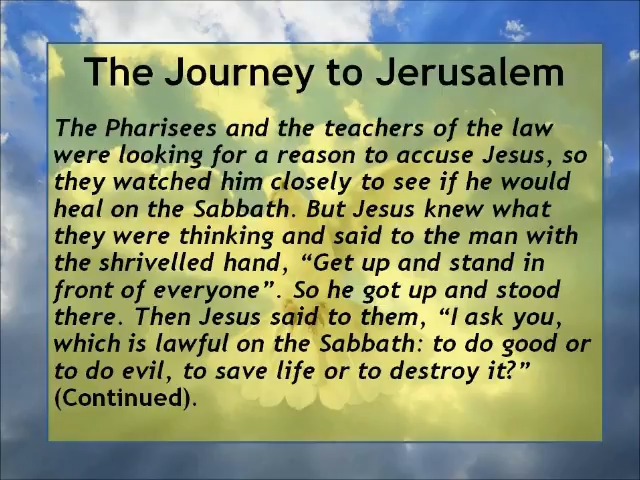 The Journey to Jerusalem
The Pharisees and the teachers of the law
were looking for a reason to accuse Jesus, so
they watched him closely to see if he would
heal on the Sabbath. But Jesus knew what
they were thinking and said to the man with
the shrivelled hand, “Get up and stand in
front of everyone”. So he got up and stood
there. Then Jesus said to them, “I ask you,
which is lawful on the Sabbath: to do good or
to do evil, to save life or to destroy it?”
(Continued).